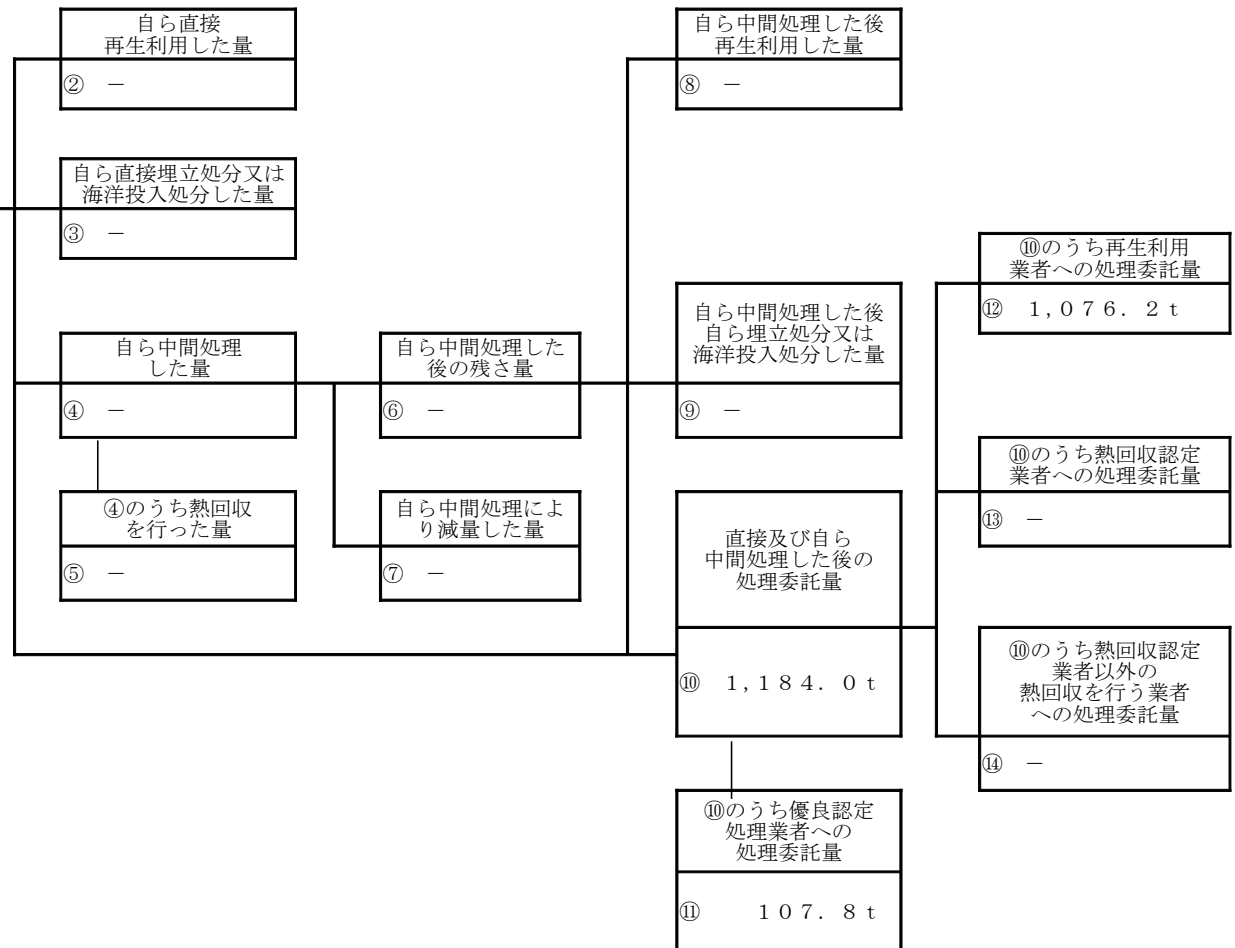 自ら直接
再生利用した量
② －
自ら直接埋立処分又は
海洋投入処分した量
③ －
自ら中間処理
した量
④ －
④のうち熱回収
を行った量
⑤ －
自ら中間処理した
後の残さ量
⑥ －
自ら中間処理によ
り減量した量
⑦ －
自ら中間処理した後
再生利用した量
⑧ －
自ら中間処理した後
自ら埋立処分又は
海洋投入処分した量
⑨ －
直接及び自ら
中間処理した後の
処理委託量
⑩ 1,184.0t
⑩のうち優良認定
処理業者への
処理委託量
⑪ 107.8t
⑩のうち再生利用
業者への処理委託量
⑫ 1,076.2t
⑩のうち熱回収認定
業者への処理委託量
⑬ －
⑩のうち熱回収認定
業者以外の
熱回収を行う業者
への処理委託量
⑭ －